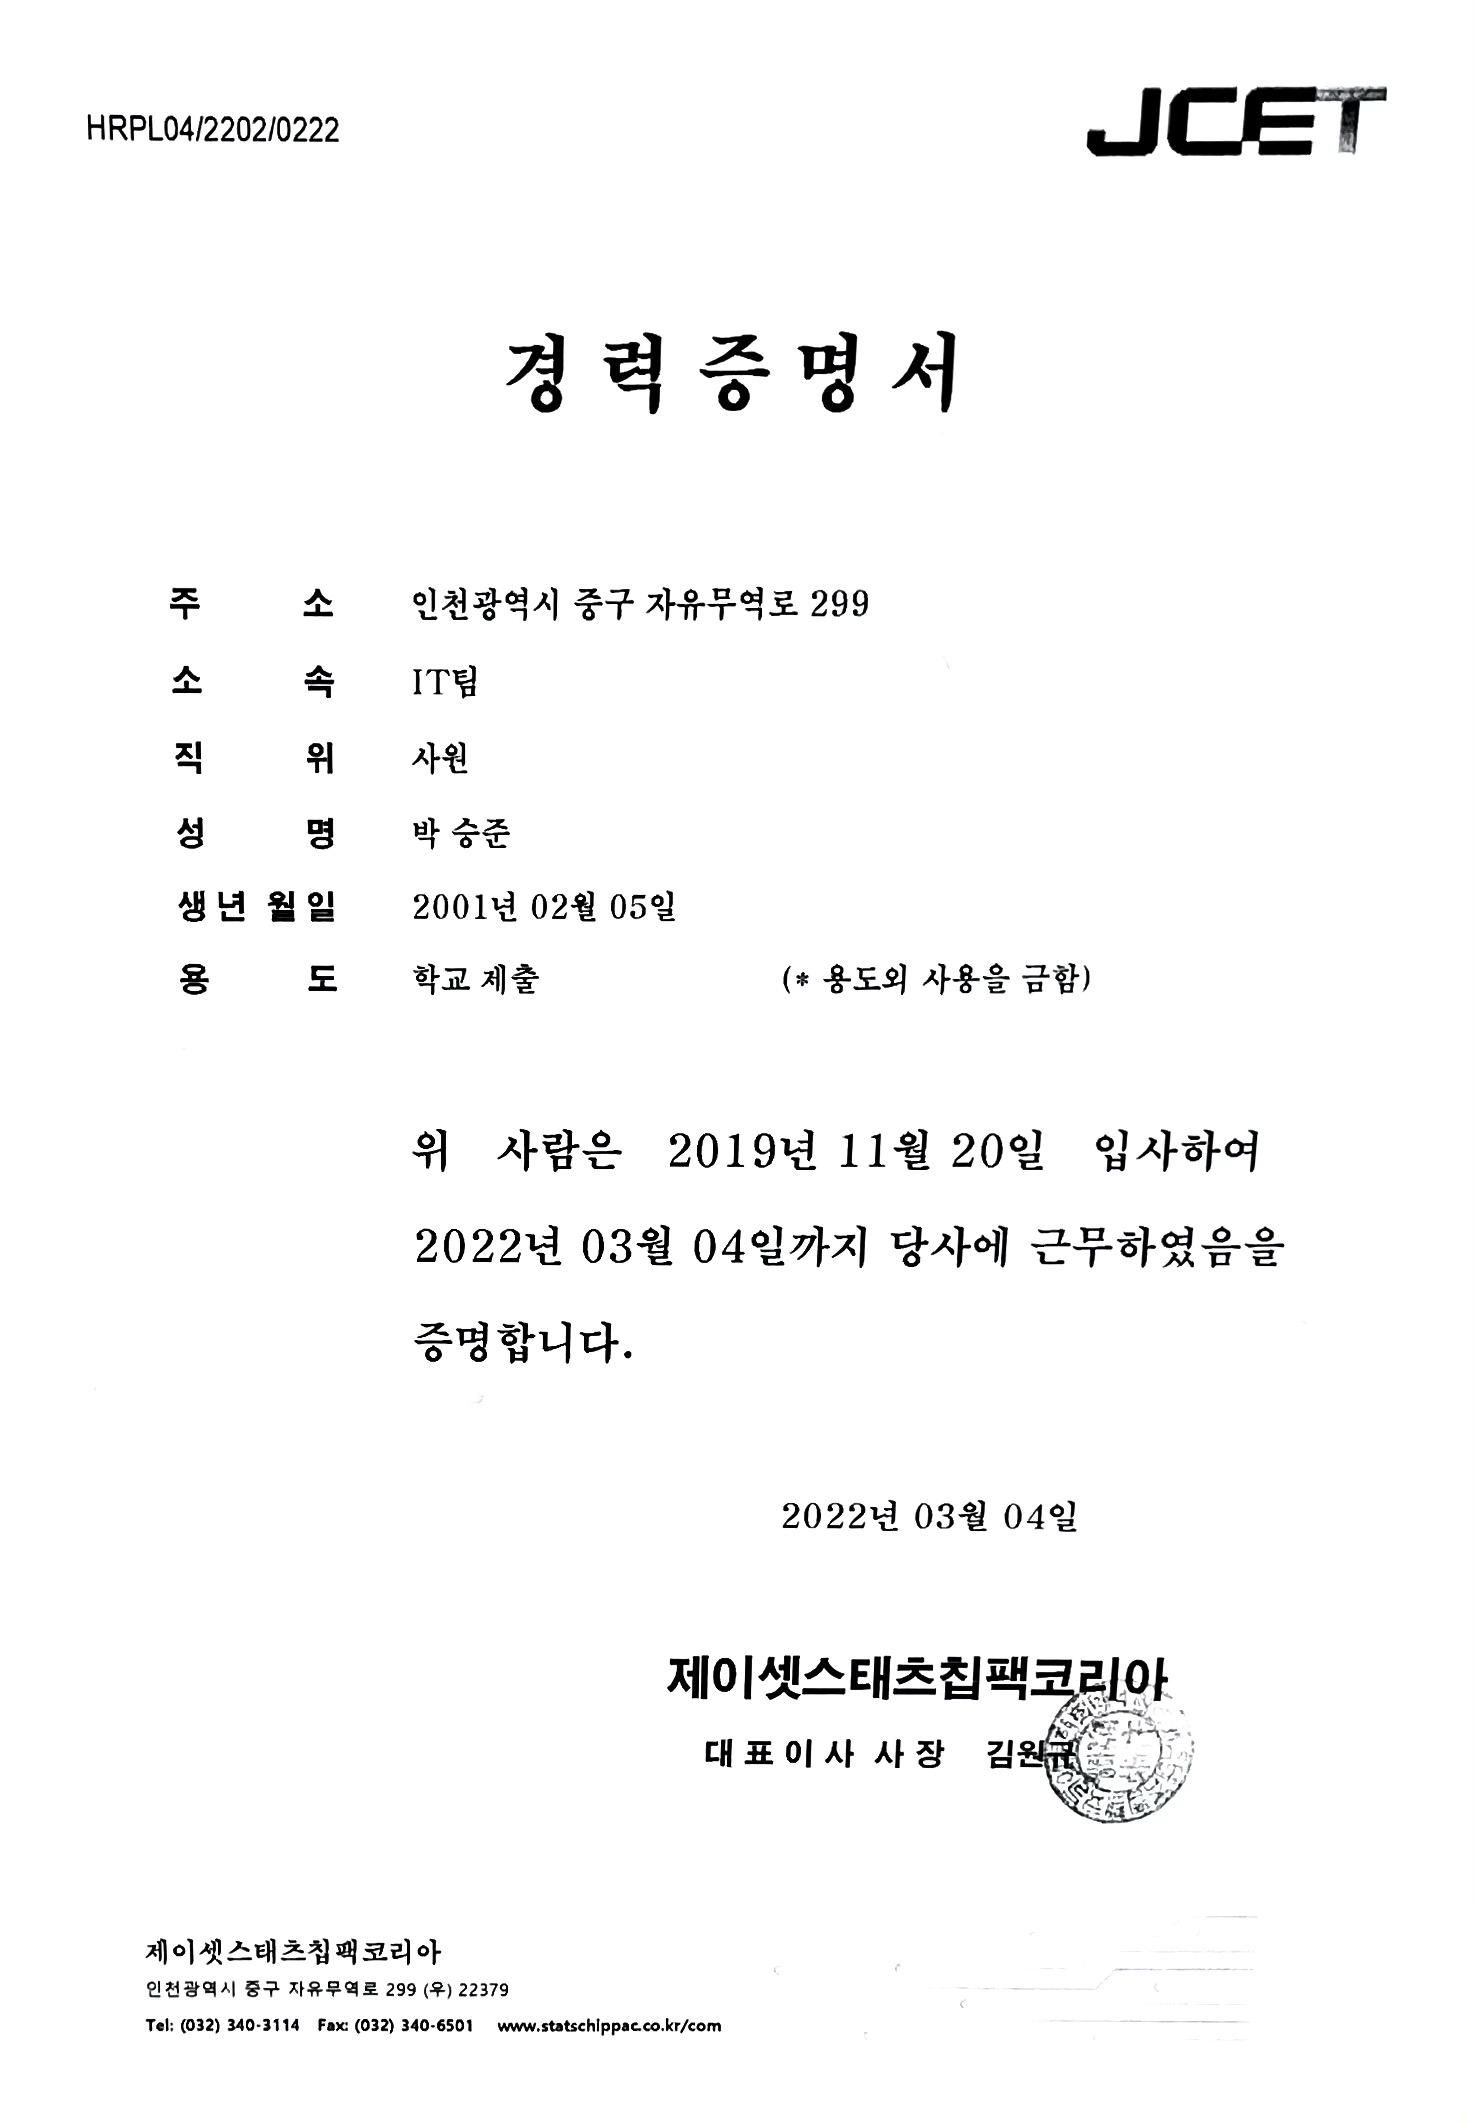 HRPL04/2202/0222
JCET
경력증명서
주 소 인천광역시 중구 자유무역로 299
소 속 IT팀
직 위 사원
성 명 박 승준
생년 월일 2001년 02월 05일
용 도 학교 제출 (* 용도외 사용을 금함)
위 사람은 2019년 11월 20일 입사하여
2022년 03월 04일까지 당사에 근무하였음을
증명합니다.
2022년 03월 04일
제이셋스태츠칩팩코리아
대표이사 사장 김원규
제이셋스태츠칩팩코리아
인천광역시 중구 자유무역로 299 (우) 22379
Tel: (032) 340-3114 Fax: (032) 340-6501 www.statschippac.co.kr/com